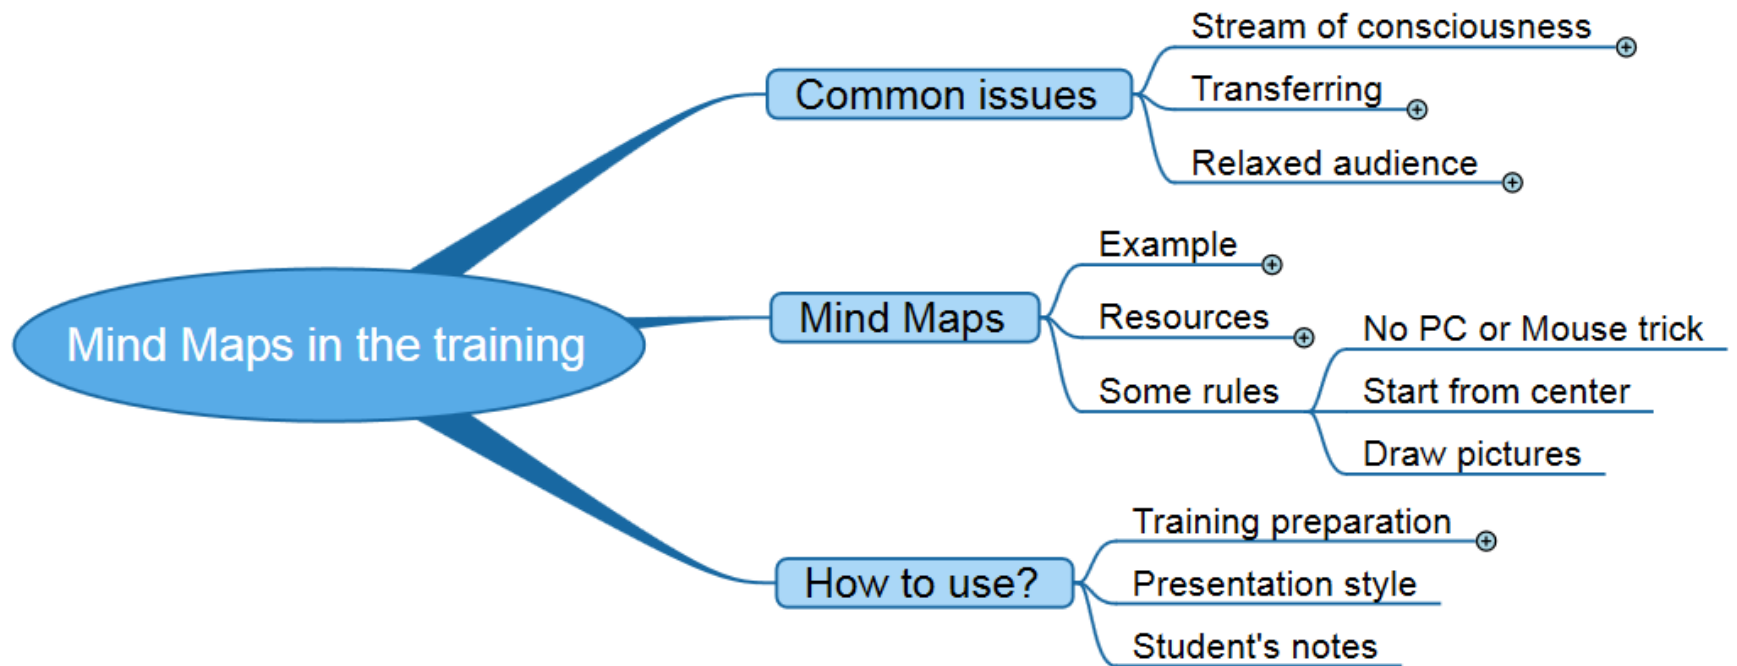 Mind Maps in the training
Common issues
Stream of consciousness
Transferring
Relaxed audience
Mind Maps
Example
Resources
Some rules
No PC or Mouse trick
Start from center
Draw pictures
How to use?
Training preparation
Presentation style
Student's notes